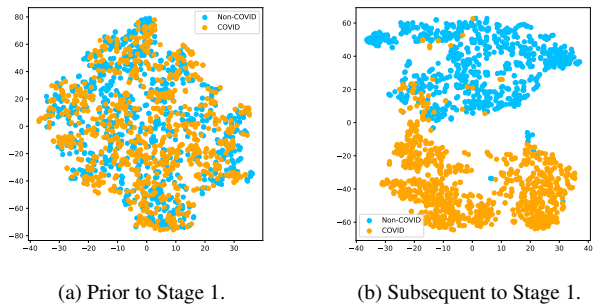 Non-COVID
COVID
80
60
40
20
0
−20
−40
−60
−80
−40 −30 −20 −10 0 10 20 30
(a) Prior to Stage 1.
60
40
20
0
−20
−40
−60
Non-COVID
COVID
−40 −30 −20 −10 0 10 20 30 40
(b) Subsequent to Stage 1.